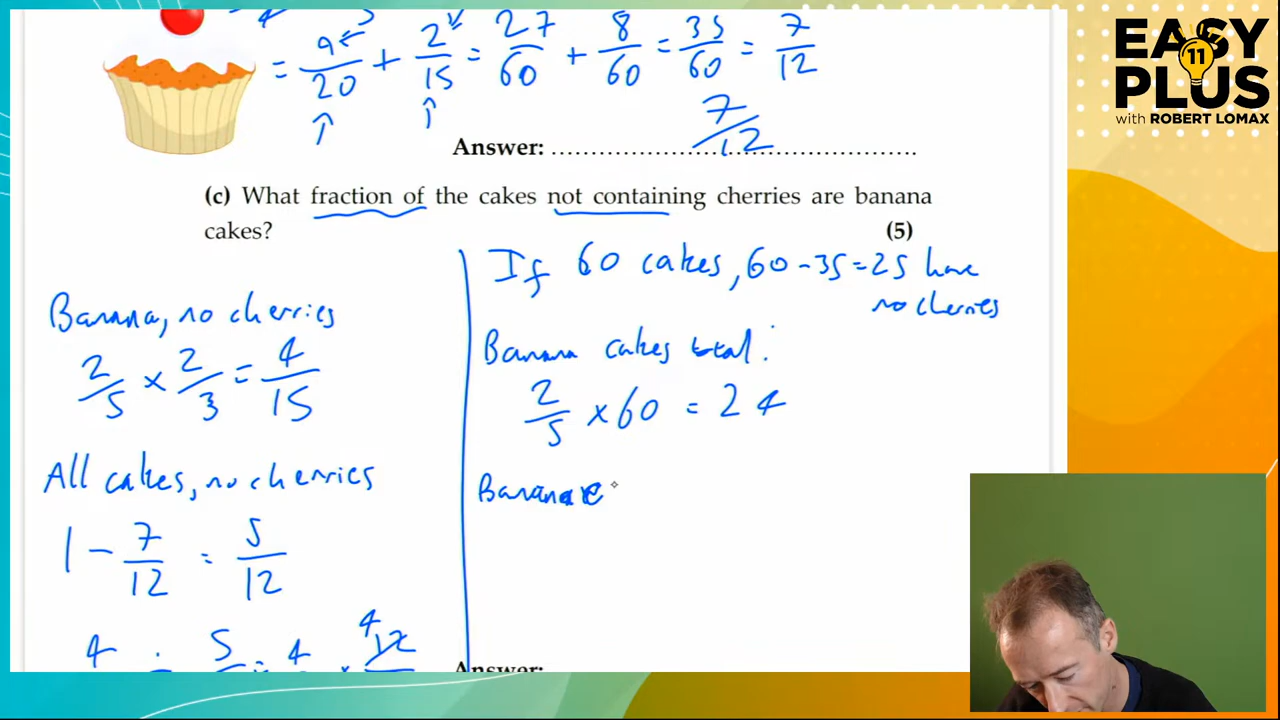 = 9/20 + 2/15 = 27/60 + 8/60 = 35/60 = 7/12
7/12
Answer: ................................................
(c) What fraction of the cakes not containing cherries are banana
cakes? (5)
Banana, no cherries
2/5 × 2/3 = 4/15
All cakes, no cherries
1 - 7/12 = 5/12
If 60 cakes, 60-35=25 have
no cherries
Banana cakes total:
2/5 × 60 = 24
Banana
Answer:
EASY
11
PLUS
with ROBERT LOMAX